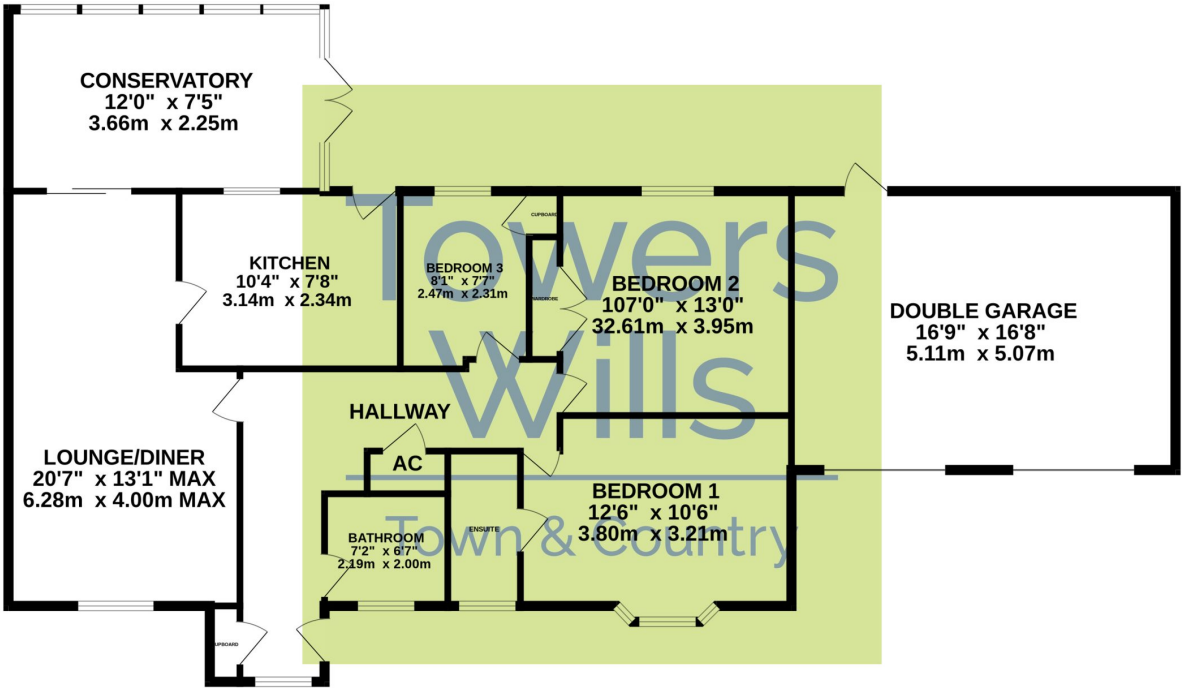 CONSERVATORY
12'0" x 7'5"
3.66m x 2.25m
Towers
Wills
Town & Country
KITCHEN
10'4" x 7'8"
3.14m x 2.34m
BEDROOM 3
8'1" x 7'7"
2.47m x 2.31m
CUPBOARD
WARDROBE
BEDROOM 2
107'0" x 13'0"
32.61m x 3.95m
DOUBLE GARAGE
16'9" x 16'8"
5.11m x 5.07m
HALLWAY
AC
LOUNGE/DINER
20'7" x 13'1" MAX
6.28m x 4.00m MAX
BATHROOM
7'2" x 6'7"
2.19m x 2.00m
ENSUITE
BEDROOM 1
12'6" x 10'6"
3.80m x 3.21m
UPBOARD